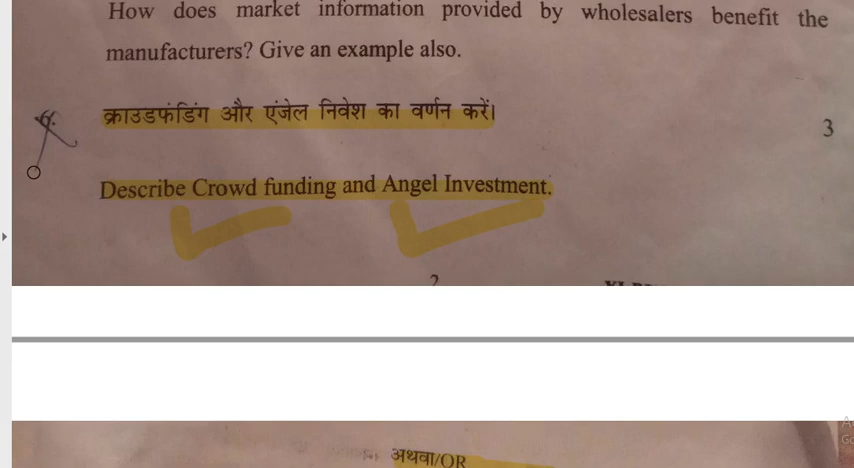 How does market information provided by wholesalers benefit the
manufacturers? Give an example also.
क्राउडफंडिंग और एंजेल निवेश का वर्णन करें।
3
Describe Crowd funding and Angel Investment.
2
अथवा/OR